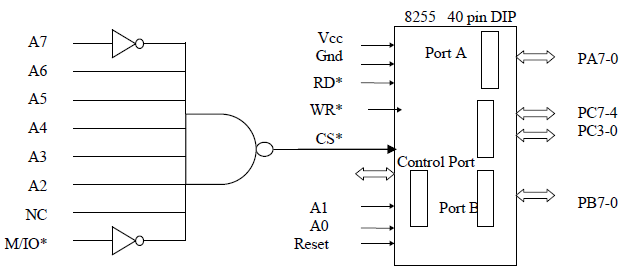 8255 40 pin DIP
A7
A6
A5
A4
A3
A2
NC
M/IO*
Vcc
Gnd
RD*
WR*
CS*
A1
A0
Reset
Port A
Control Port
Port B
PA7-0
PC7-4
PC3-0
PB7-0